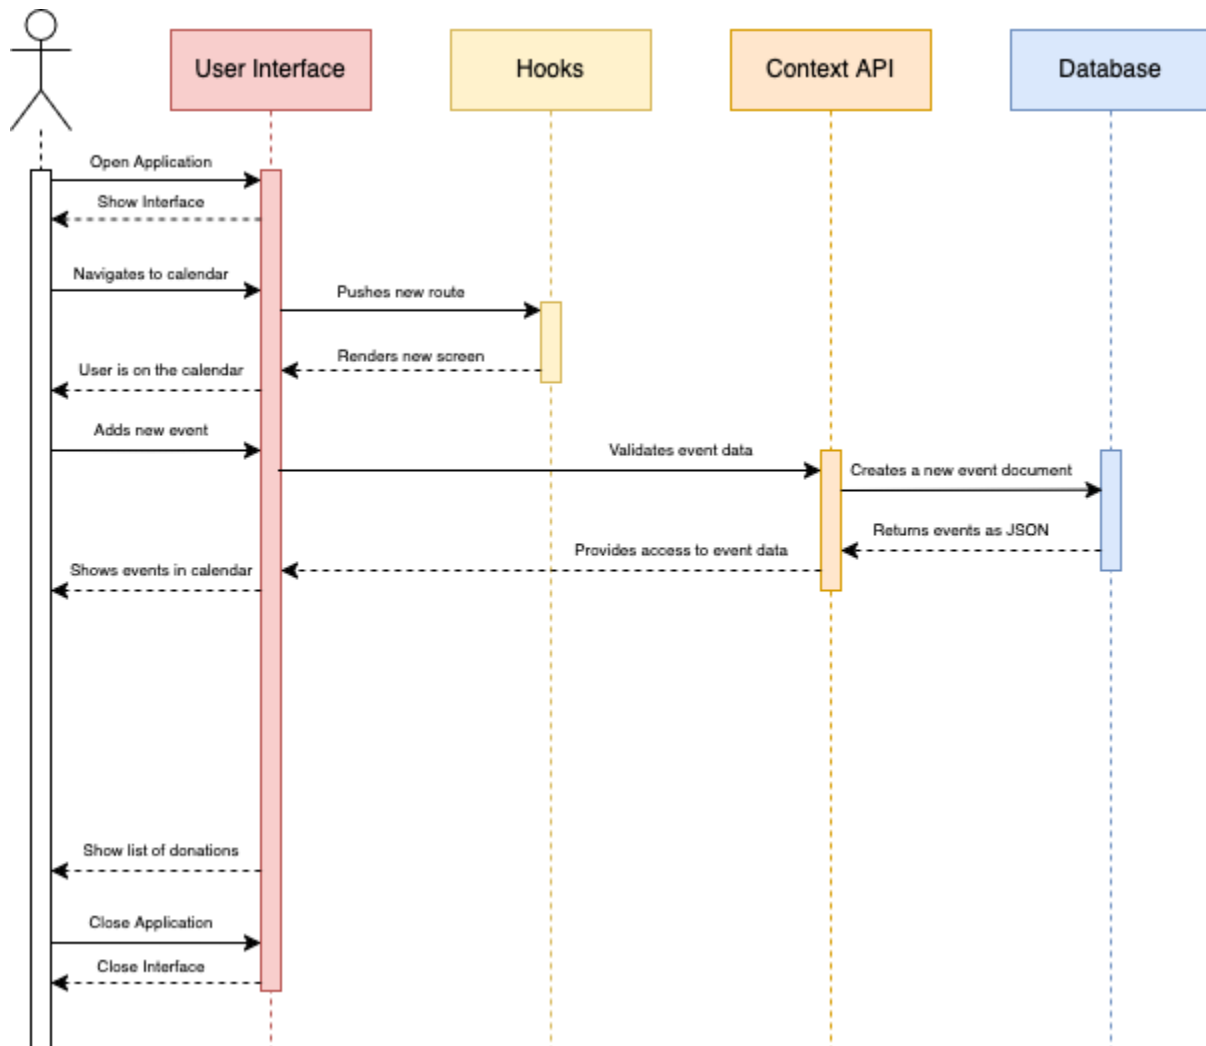 User Interface
Hooks
Context API
Database
Open Application
Show Interface
Navigates to calendar
Pushes new route
Renders new screen
User is on the calendar
Adds new event
Validates event data
Creates a new event document
Returns events as JSON
Provides access to event data
Shows events in calendar
Show list of donations
Close Application
Close Interface